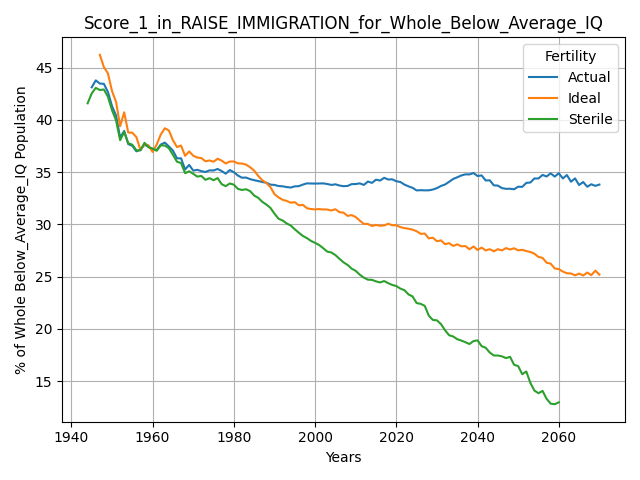 Score_1_in_RAISE_IMMIGRATION_for_Whole_Below_Average_IQ
% of Whole Below_Average_IQ Population
45
40
35
30
25
20
15
Fertility
Actual
Ideal
Sterile
1940 1960 1980 2000 2020 2040 2060
Years